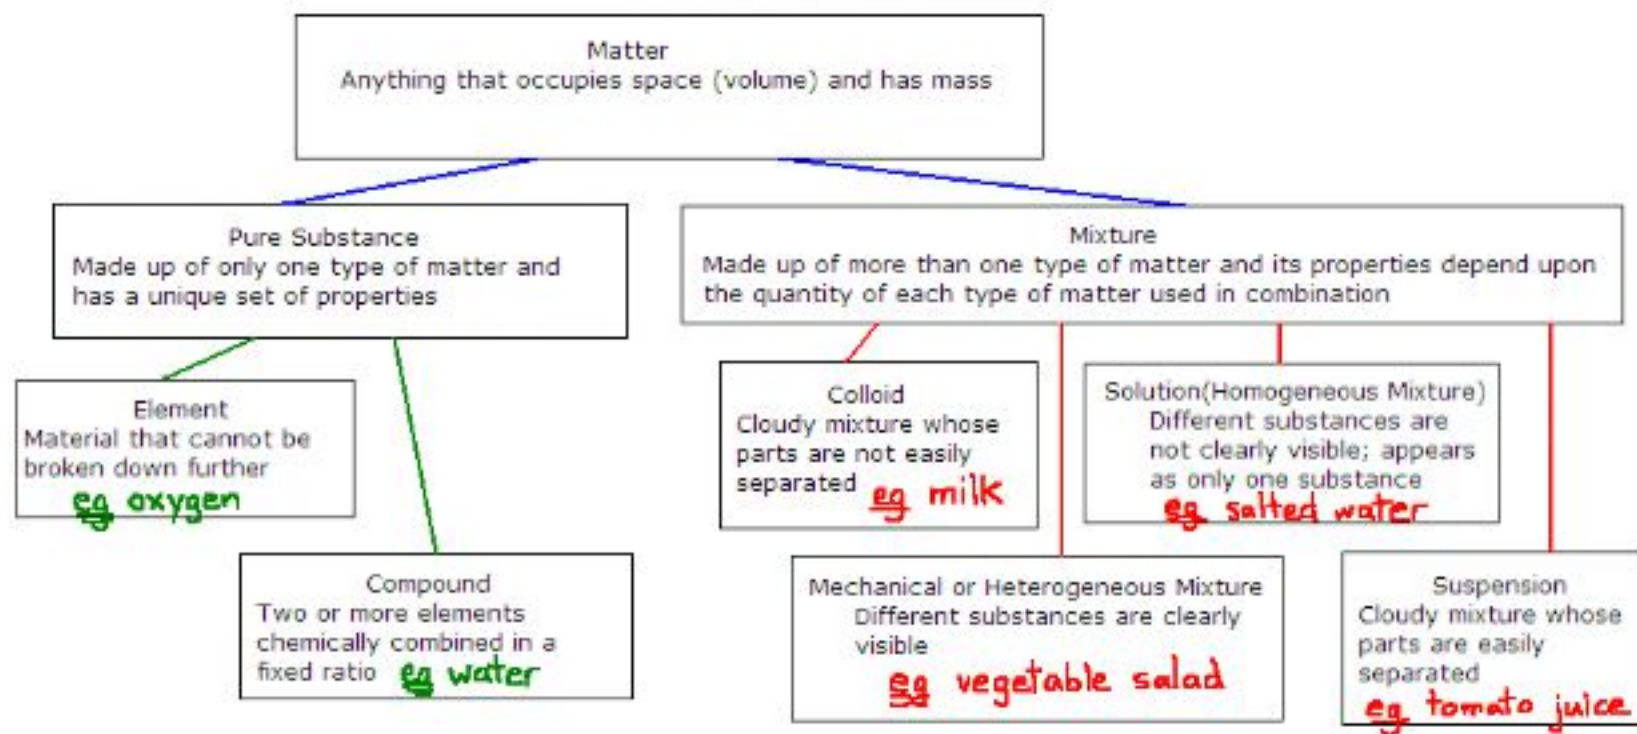 Matter
Anything that occupies space (volume) and has mass
Pure Substance
Made up of only one type of matter and
has a unique set of properties
Mixture
Made up of more than one type of matter and its properties depend upon
the quantity of each type of matter used in combination
Element
Material that cannot be
broken down further
eg oxygen
Colloid
Cloudy mixture whose
parts are not easily
separated eg milk
Solution(Homogeneous Mixture)
Different substances are
not clearly visible; appears
as only one substance
eg salted water
Compound
Two or more elements
chemically combined in a
fixed ratio eg water
Mechanical or Heterogeneous Mixture
Different substances are clearly
visible
eg vegetable salad
Suspension
Cloudy mixture whose
parts are easily
separated
eg tomato juice